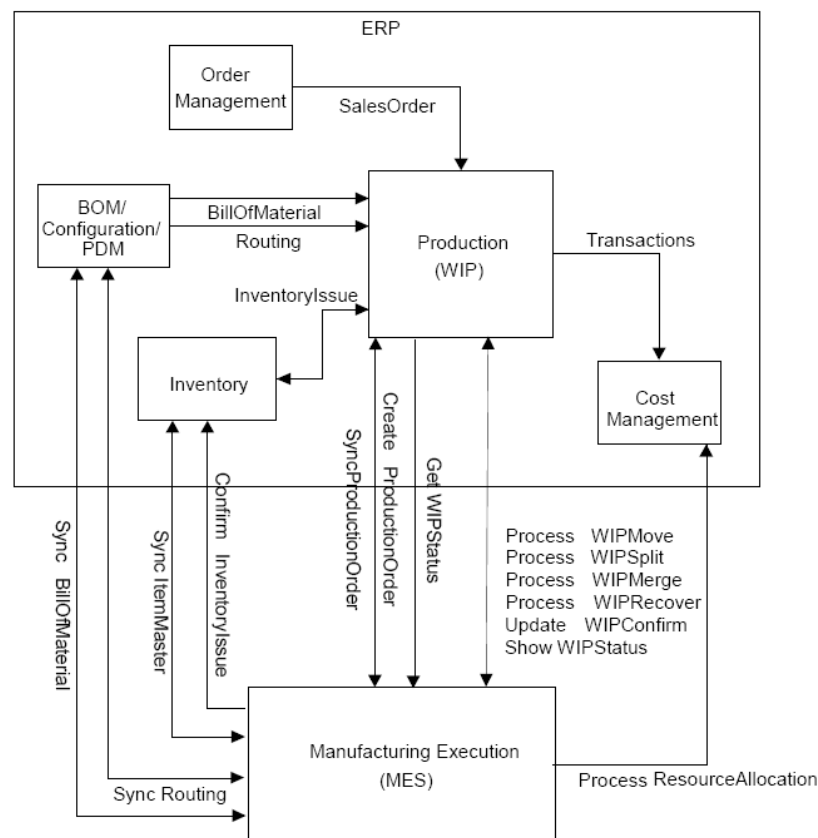 ERP
Order
Management
SalesOrder
BOM/
Configuration/
PDM
BillOfMaterial
Routing
Production
(WIP)
Transactions
InventoryIssue
Inventory
Cost
Management
Sync BillOfMaterial
Sync ItemMaster
Confirm InventoryIssue
SyncProductionOrder
Create ProductionOrder
Get WIPStatus
Process WIPMove
Process WIPSplit
Process WIPMerge
Process WIPRecover
Update WIPConfirm
Show WIPStatus
Manufacturing Execution
(MES)
Process ResourceAllocation
Sync Routing